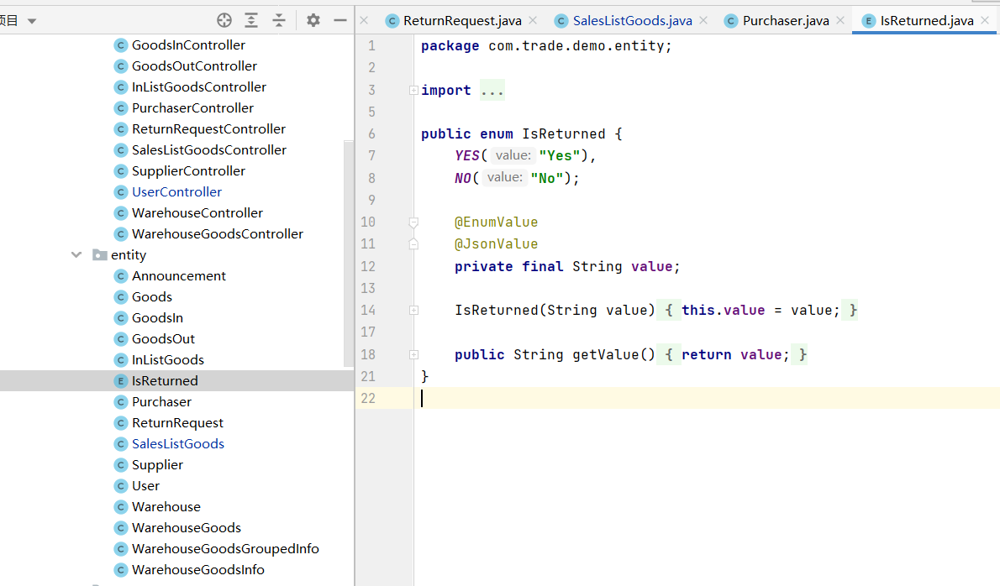 项目
GoodsInController
GoodsOutController
InListGoodsController
PurchaserController
ReturnRequestController
SalesListGoodsController
SupplierController
UserController
WarehouseController
WarehouseGoodsController
entity
Announcement
Goods
GoodsIn
GoodsOut
InListGoods
IsReturned
Purchaser
ReturnRequest
SalesListGoods
Supplier
User
Warehouse
WarehouseGoods
WarehouseGoodsGroupedInfo
WarehouseGoodsInfo
ReturnRequest.java SalesListGoods.java Purchaser.java IsReturned.java
1 package com.trade.demo.entity;
2
3 import ...
5
6 public enum IsReturned {
7 YES( value: "Yes"),
8 NO( value: "No");
9
10 @EnumValue
11 @JsonValue
12 private final String value;
13
14 IsReturned(String value) { this.value = value; }
17
18 public String getValue() { return value; }
21 }
22